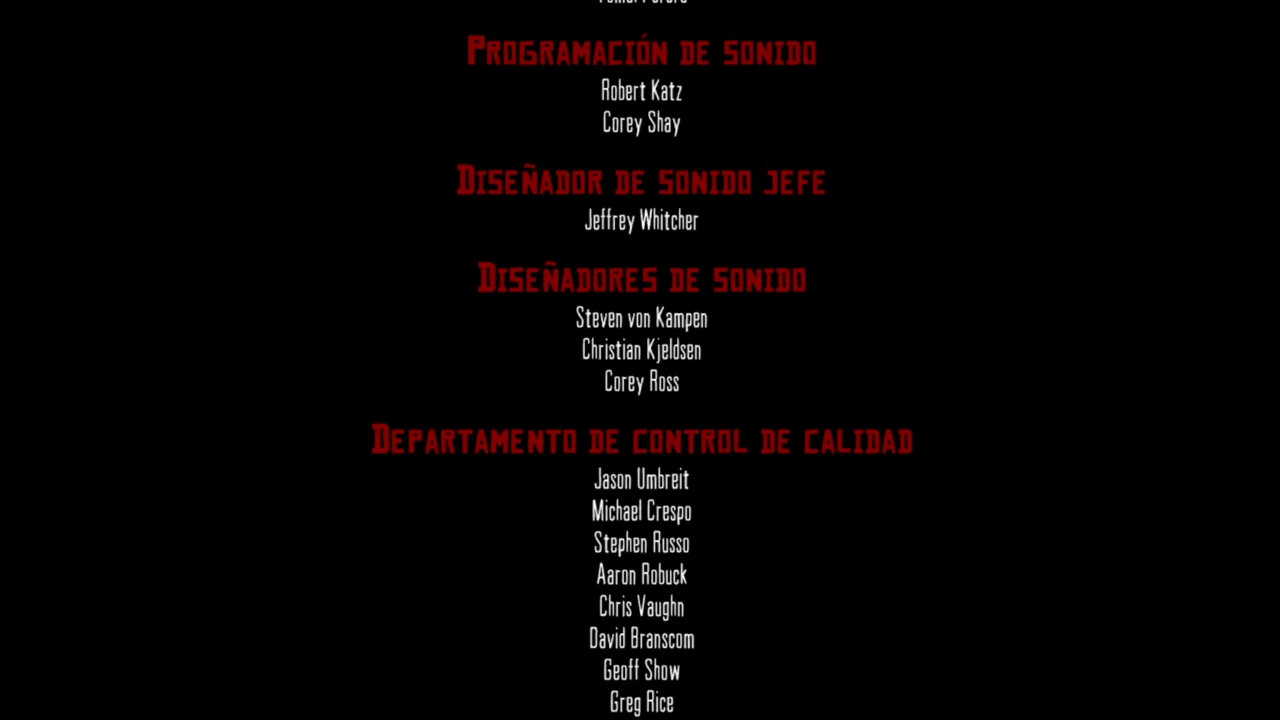 Programación de sonido
Robert Katz
Corey Shay
Diseñador de sonido jefe
Jeffrey Whitcher
Diseñadores de sonido
Steven von Kampen
Christian Kjeldsen
Corey Ross
Departamento de control de calidad
Jason Umbreit
Michael Crespo
Stephen Russo
Aaron Robuck
Chris Vaughn
David Branscom
Geoff Show
Greg Rice